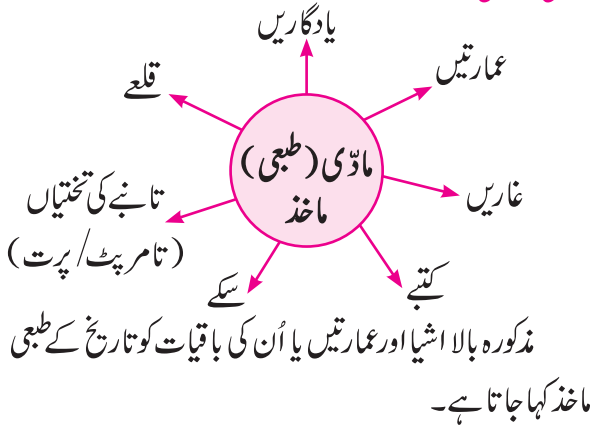 یادگاریں
عمارتیں
قلعے
مادّی (طبعی)
ماخذ
غاریں
تانبے کی تختیاں
(تامرپٹ/ پرت)
کتبے
سکے
مذکورہ بالا اشیا اور عمارتیں یا اُن کی باقیات کو تاریخ کے طبعی
ماخذ کہا جاتا ہے۔